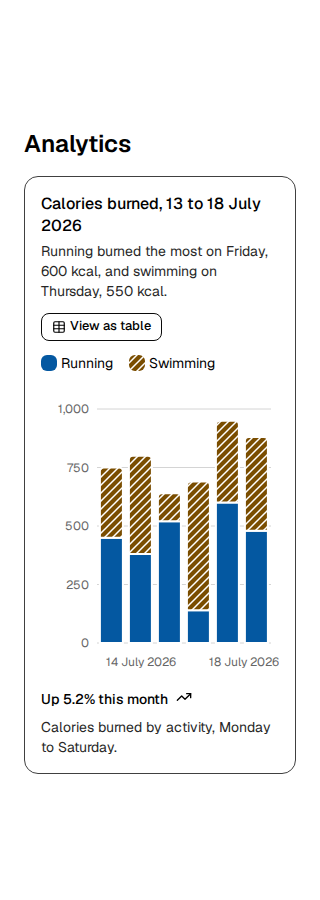 Analytics
Calories burned, 13 to 18 July
2026
Running burned the most on Friday,
600 kcal, and swimming on
Thursday, 550 kcal.
View as table
Running
Swimming
1,000
750
500
250
0
14 July 2026
18 July 2026
Up 5.2% this month
Calories burned by activity, Monday
to Saturday.